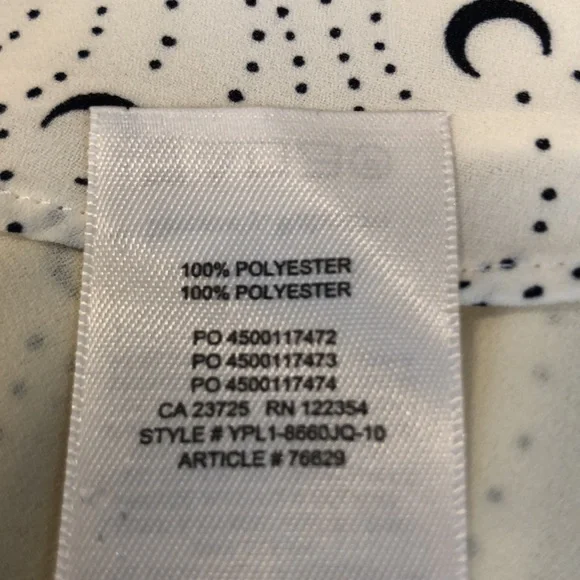 100% POLYESTER
100% POLYESTER
PO 4500117472
PO 4500117473
PO 4500117474
CA 23725 RN 122354
STYLE # YPL1-8660JQ-10
ARTICLE # 76629